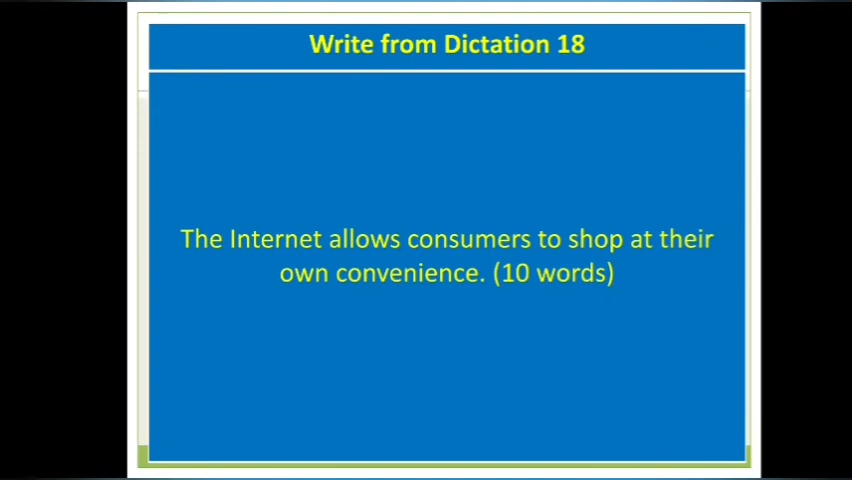 Write from Dictation 18
The Internet allows consumers to shop at their
own convenience. (10 words)